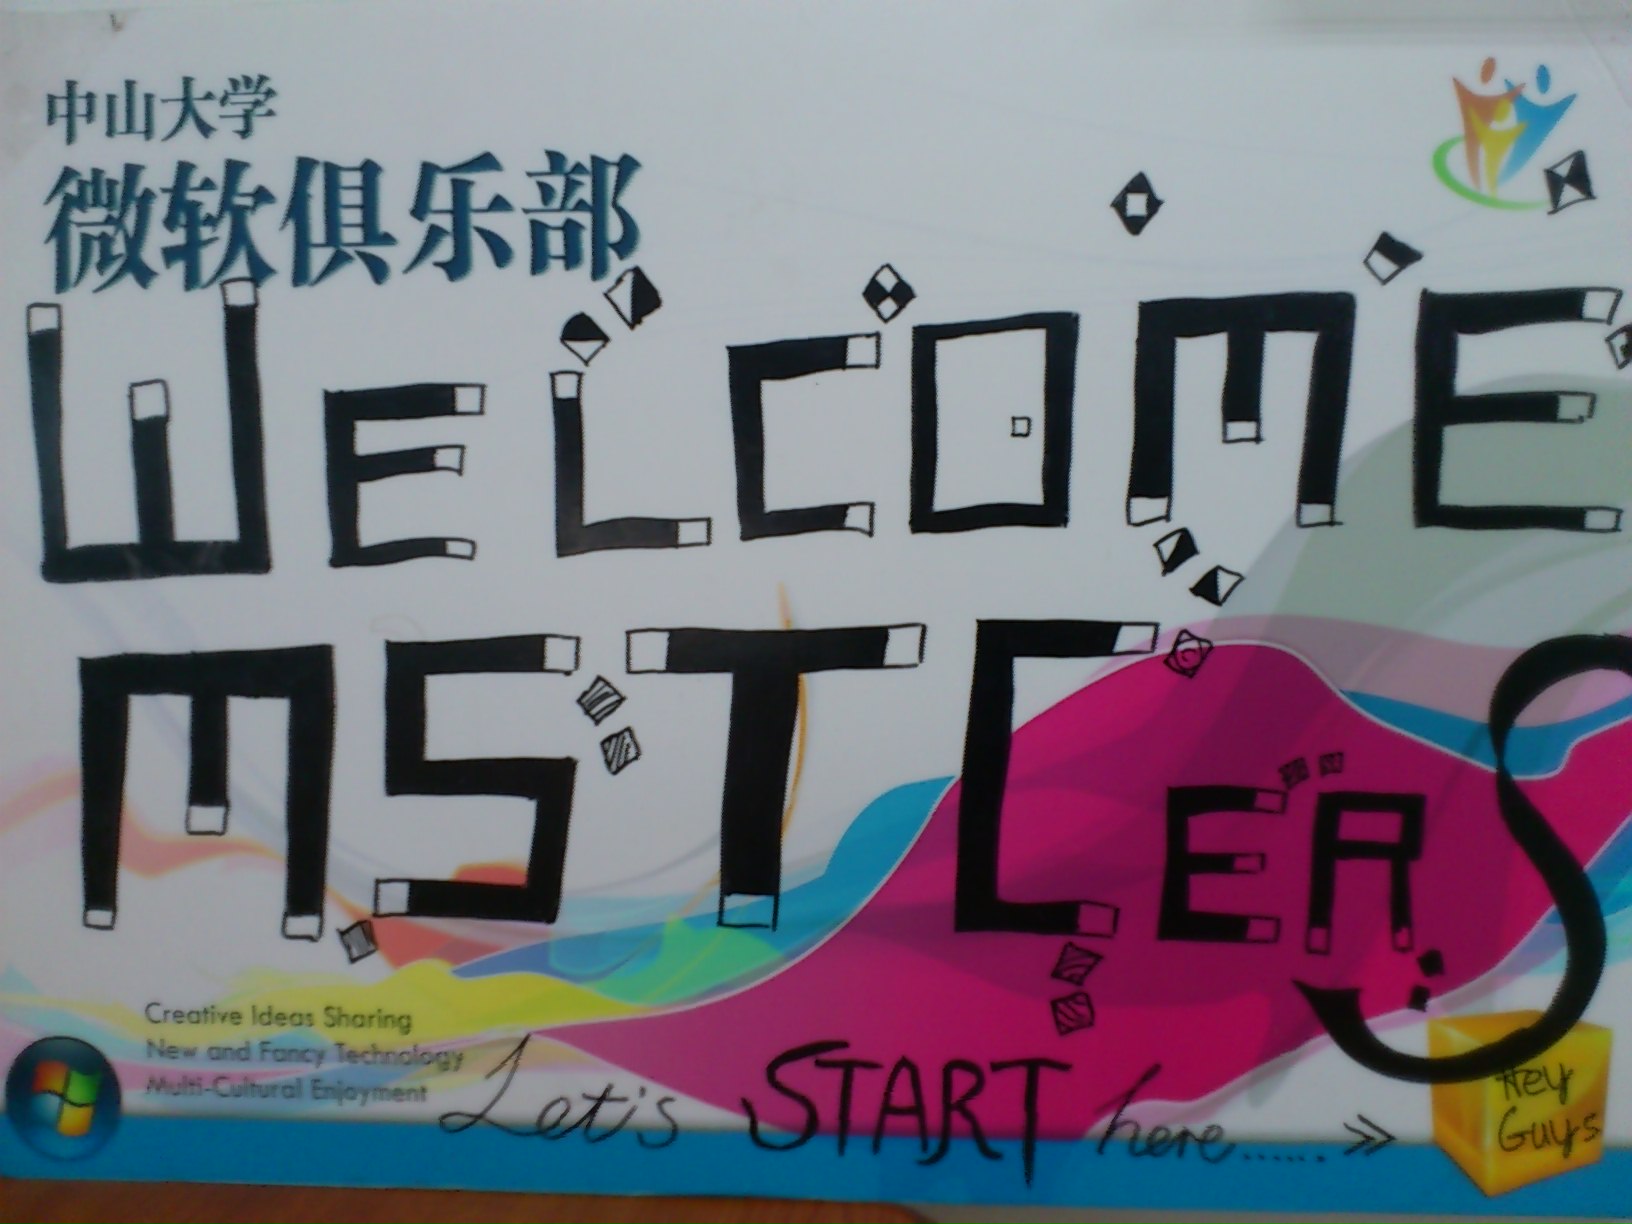 中山大学
微软俱乐部
WELCOME
MSTCERS
Creative Ideas Sharing
New and Fancy Technology
Multi-Cultural Enjoyment
Let's START here...... >>
Hey
Guys